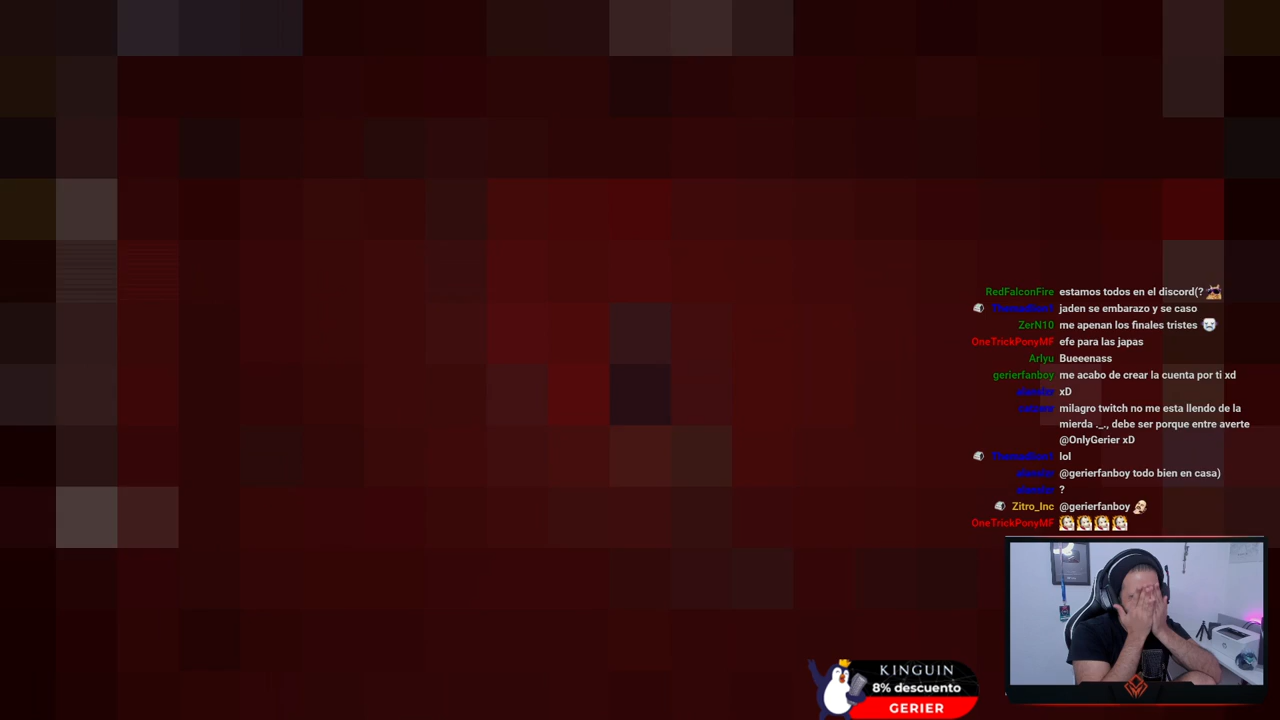 RedFalconFire estamos todos en el discord(?
jaden se embarazo y se caso
ZerN10 me apenan los finales tristes
OneTrickPonyMF efe para las japas
Arlyu Bueeenass
gerierfanboy me acabo de crear la cuenta por ti xd
xD
milagro twitch no me esta llendo de la
mierda ._., debe ser porque entre averte
@OnlyGerier xD
lol
@gerierfanboy todo bien en casa)
?
Zitro_Inc @gerierfanboy
OneTrickPonyMF
KINGUIN
8% descuento
GERIER